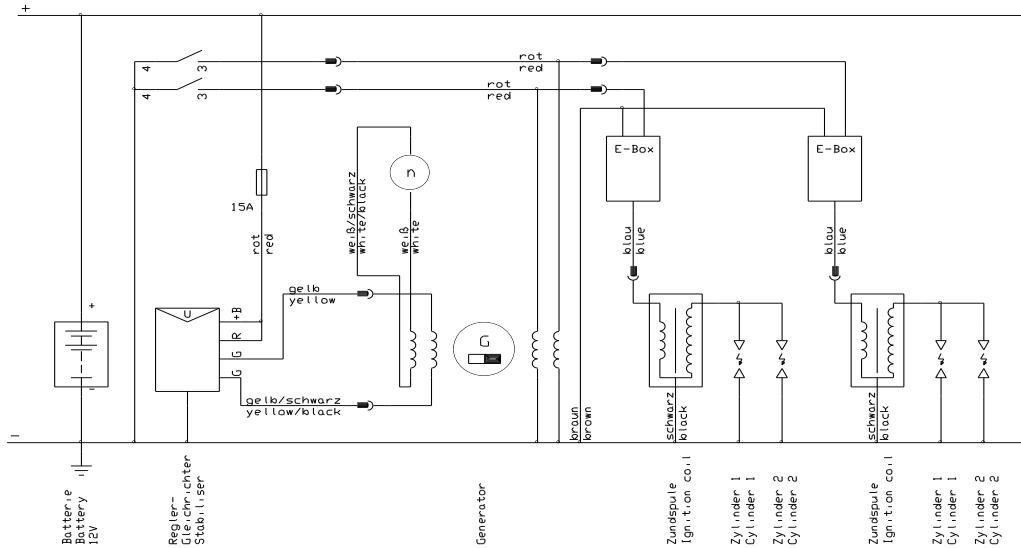 +
4
3
rot
red
4
3
rot
red
E-Box
E-Box
n
15A
weiß/schwarz
white/black
weiß
white
rot
red
blau
blue
blau
blue
gelb
yellow
+
U
+B
R
G
G
G
-
gelb/schwarz
yellow/black
braun
brown
schwarz
black
schwarz
black
-
Batterie
Battery
12V
Regler-
Gleichrichter
Stabiliser
Generator
Zundspule
Ignition coil
Zylinder 1
Cylinder 1
Zylinder 2
Cylinder 2
Zundspule
Ignition coil
Zylinder 1
Cylinder 1
Zylinder 2
Cylinder 2